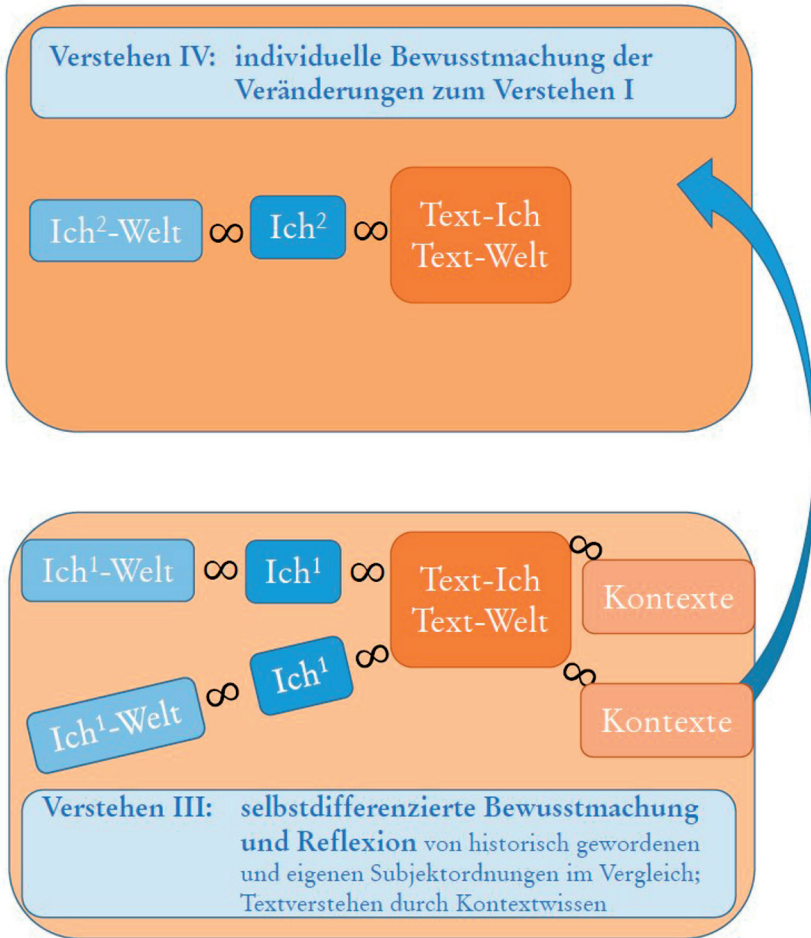 Verstehen IV: individuelle Bewusstmachung der
Veränderungen zum Verstehen I
Ich²-Welt ∞ Ich² ∞ Text-Ich
Text-Welt
Ich¹-Welt ∞ Ich¹ ∞ Text-Ich
Text-Welt
∞ Kontexte
Ich¹-Welt ∞ Ich¹ ∞
∞ Kontexte
Verstehen III: selbstdifferenzierte Bewusstmachung
und Reflexion von historisch gewordenen
und eigenen Subjektordnungen im Vergleich;
Textverstehen durch Kontextwissen